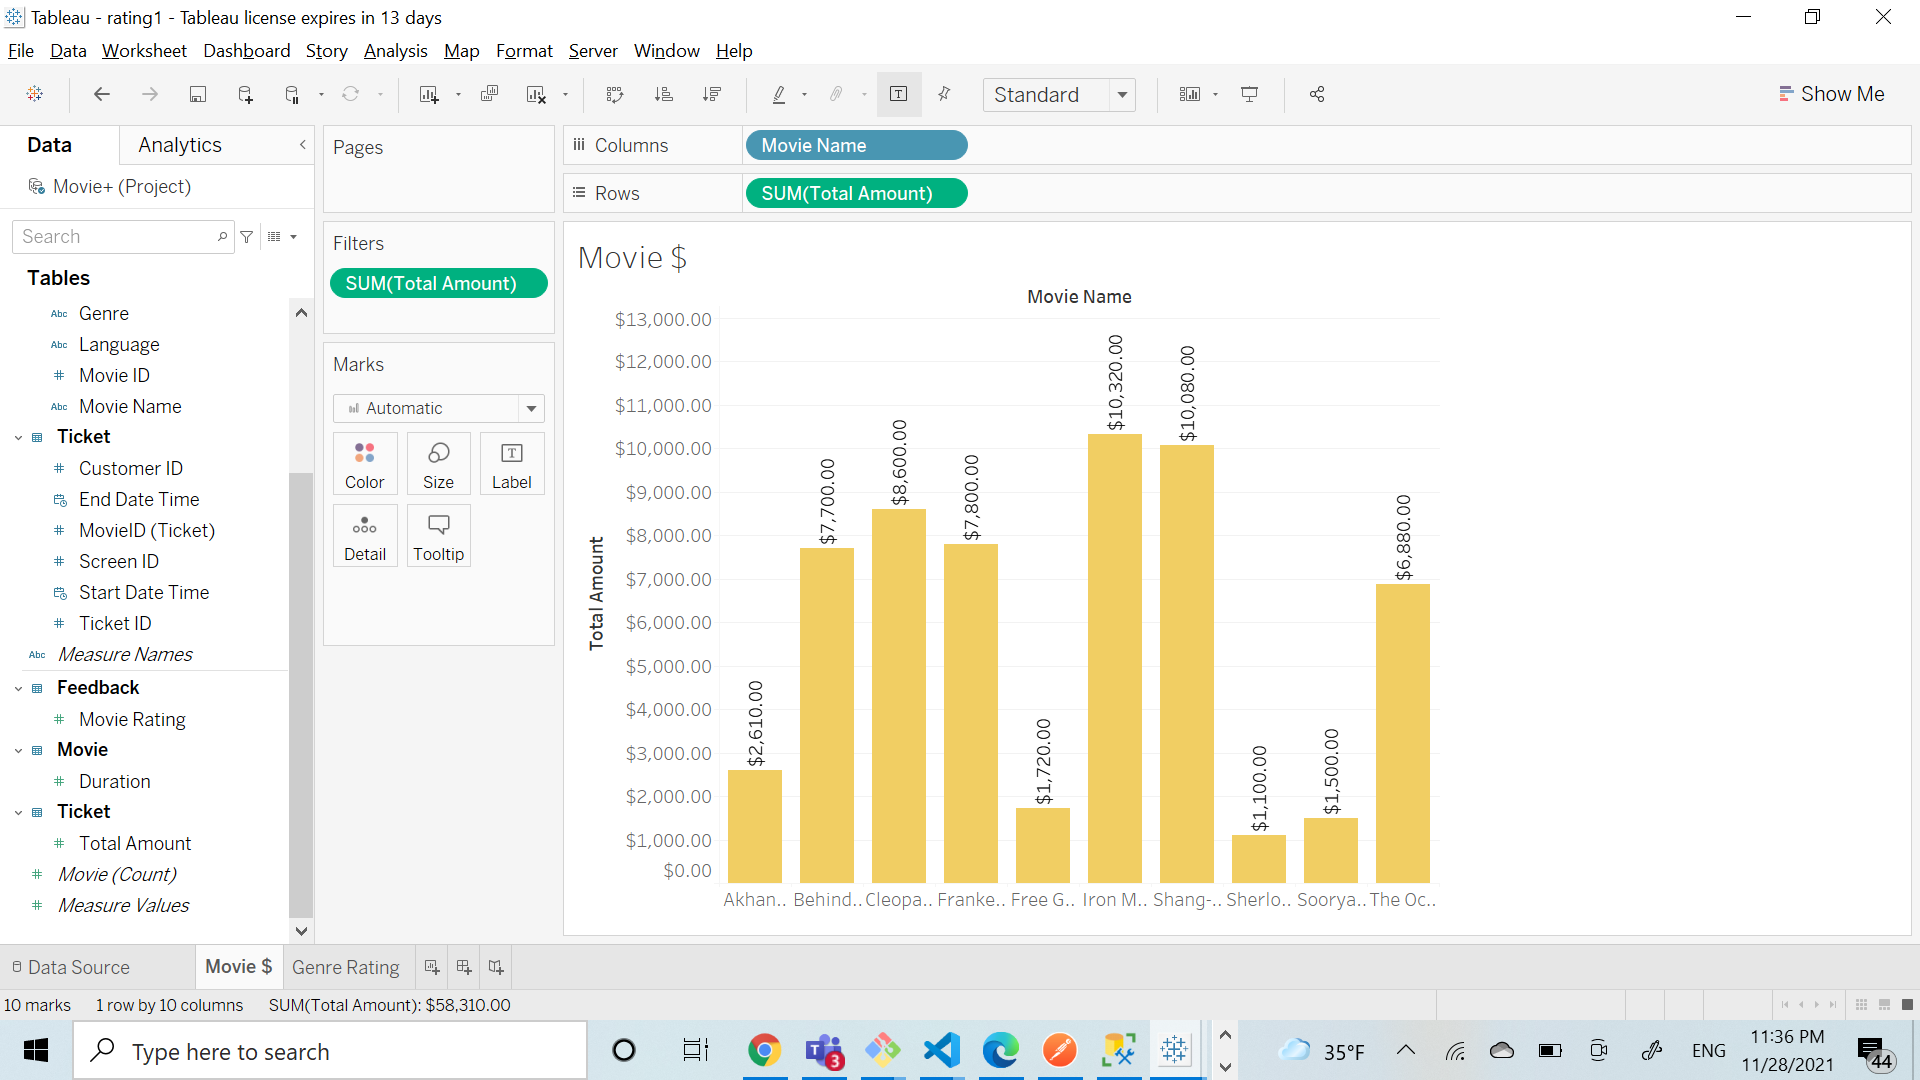 Tableau - rating1 - Tableau license expires in 13 days
File Data Worksheet Dashboard Story Analysis Map Format Server Window Help
Standard
Show Me
Data Analytics
Movie+ (Project)
Search
Tables
Abc Genre
Abc Language
# Movie ID
Abc Movie Name
Ticket
# Customer ID
End Date Time
# MovieID (Ticket)
# Screen ID
Start Date Time
# Ticket ID
Abc Measure Names
Feedback
# Movie Rating
Movie
# Duration
Ticket
# Total Amount
# Movie (Count)
# Measure Values
Pages
Filters
SUM(Total Amount)
Marks
Automatic
Color Size Label
Detail Tooltip
Columns Movie Name
Rows SUM(Total Amount)
Movie $
Movie Name
Total Amount
$13,000.00
$12,000.00
$11,000.00
$10,000.00
$9,000.00
$8,000.00
$7,000.00
$6,000.00
$5,000.00
$4,000.00
$3,000.00
$2,000.00
$1,000.00
$0.00
$2,610.00
$7,700.00
$8,600.00
$7,800.00
$1,720.00
$10,320.00
$10,080.00
$1,100.00
$1,500.00
$6,880.00
Akhan.. Behind.. Cleopa.. Franke.. Free G.. Iron M.. Shang-.. Sherlo.. Soorya.. The Oc..
Data Source Movie $ Genre Rating
10 marks 1 row by 10 columns SUM(Total Amount): $58,310.00
Type here to search
3
35°F
ENG
11:36 PM
11/28/2021
44